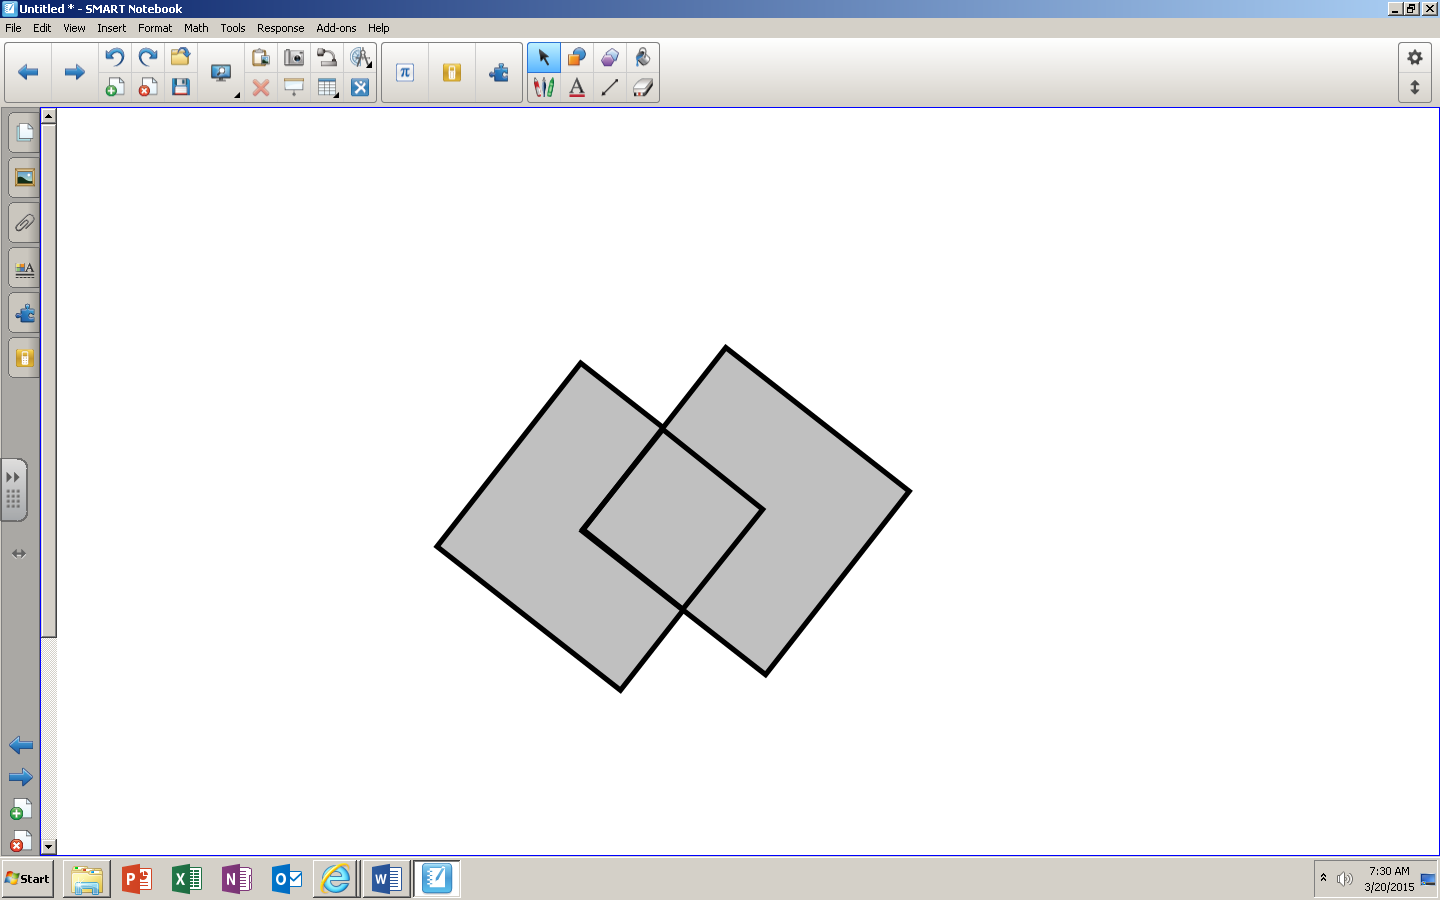 Untitled * - SMART Notebook
File Edit View Insert Format Math Tools Response Add-ons Help
π
A
A
Start
P
X
N
O
W
7:30 AM
3/20/2015